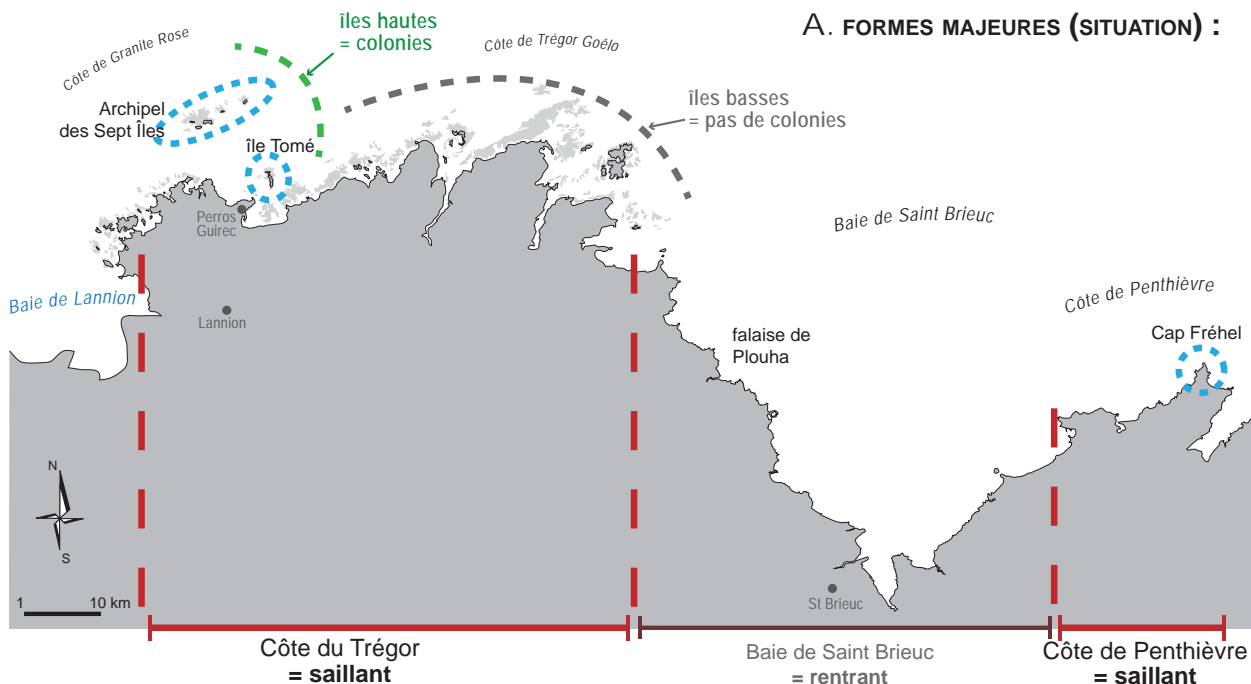 A. FORMES MAJEURES (SITUATION) :
Côte de Granite Rose
îles hautes
= colonies
Côte de Trégor Goêlo
îles basses
= pas de colonies
Archipel
des Sept Îles
île Tomé
Perros
Guirec
Baie de Saint Brieuc
Baie de Lannion
Lannion
Côte de Penthièvre
falaise de
Plouha
Cap Fréhel
N
S
1 10 km
St Brieuc
Côte du Trégor
= saillant
Baie de Saint Brieuc
= rentrant
Côte de Penthièvre
= saillant